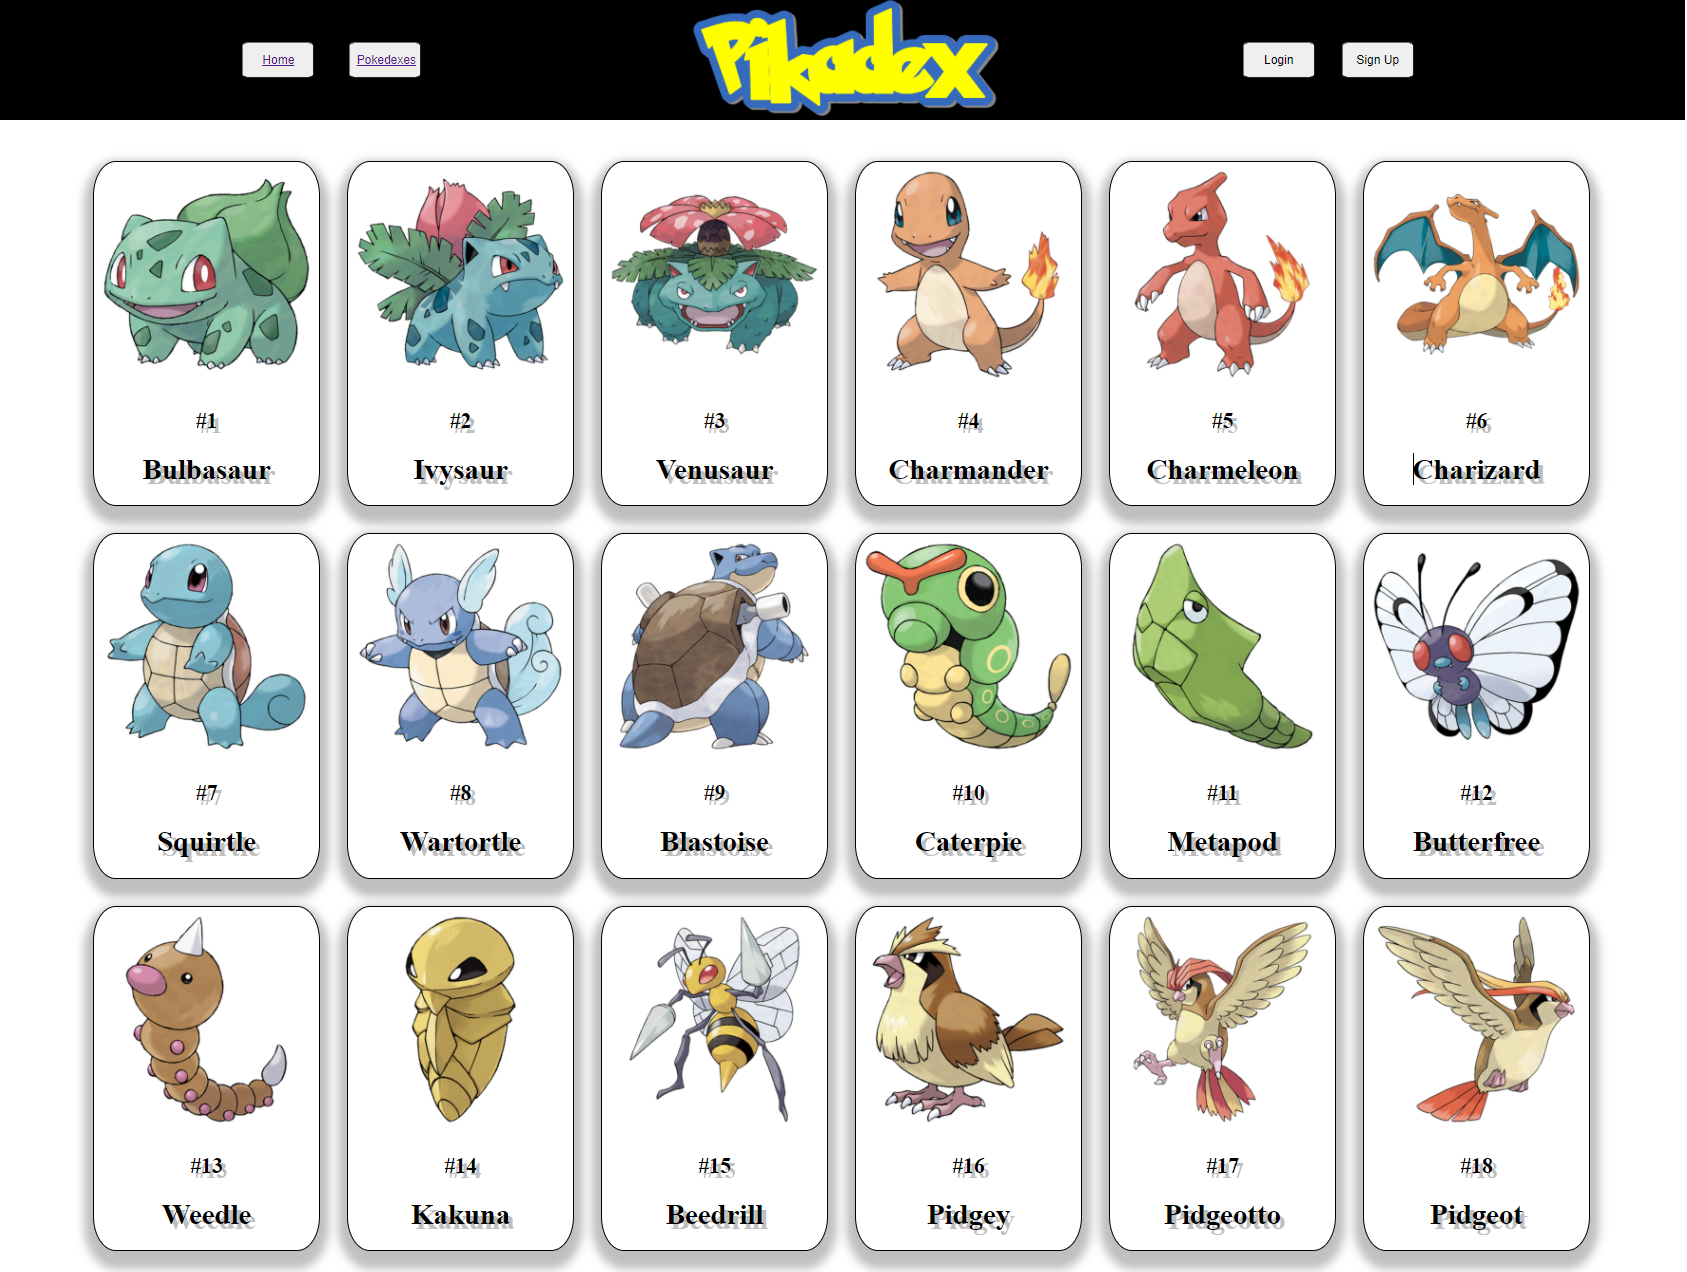 Home
Pokedexes
Pikadex
Login
Sign Up
#1
Bulbasaur
#2
Ivysaur
#3
Venusaur
#4
Charmander
#5
Charmeleon
#6
Charizard
#7
Squirtle
#8
Wartortle
#9
Blastoise
#10
Caterpie
#11
Metapod
#12
Butterfree
#13
Weedle
#14
Kakuna
#15
Beedrill
#16
Pidgey
#17
Pidgeotto
#18
Pidgeot